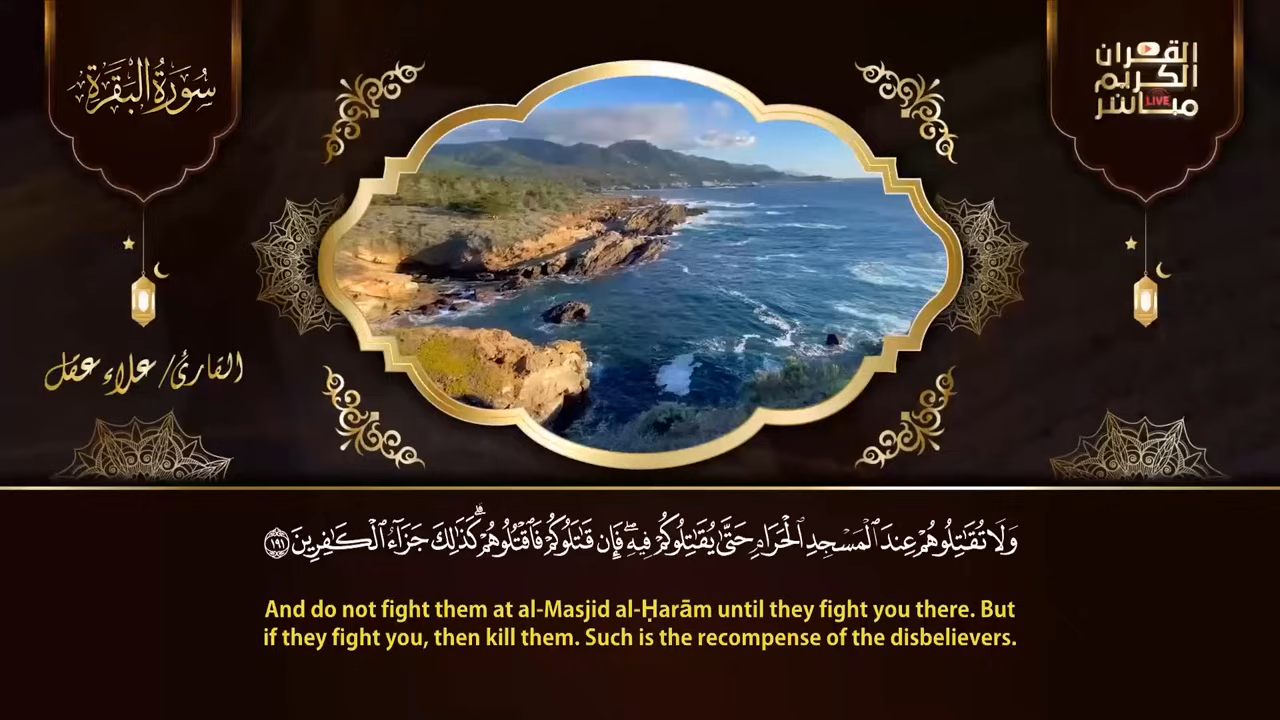 سُورَةُ البَقَرَةِ
القرآن
الكريم
مباشر
LIVE
القارئ/ علاء عقل
وَلَا تُقَٰتِلُوهُمْ عِندَ ٱلْمَسْجِدِ ٱلْحَرَامِ حَتَّىٰ يُقَٰتِلُوكُمْ فِيهِۖ فَإِن قَٰتَلُوكُمْ فَٱقْتُلُوهُمْۗ كَذَٰلِكَ جَزَآءُ ٱلْكَٰفِرِينَ ١٩١
And do not fight them at al-Masjid al-Ḥarām until they fight you there. But
if they fight you, then kill them. Such is the recompense of the disbelievers.